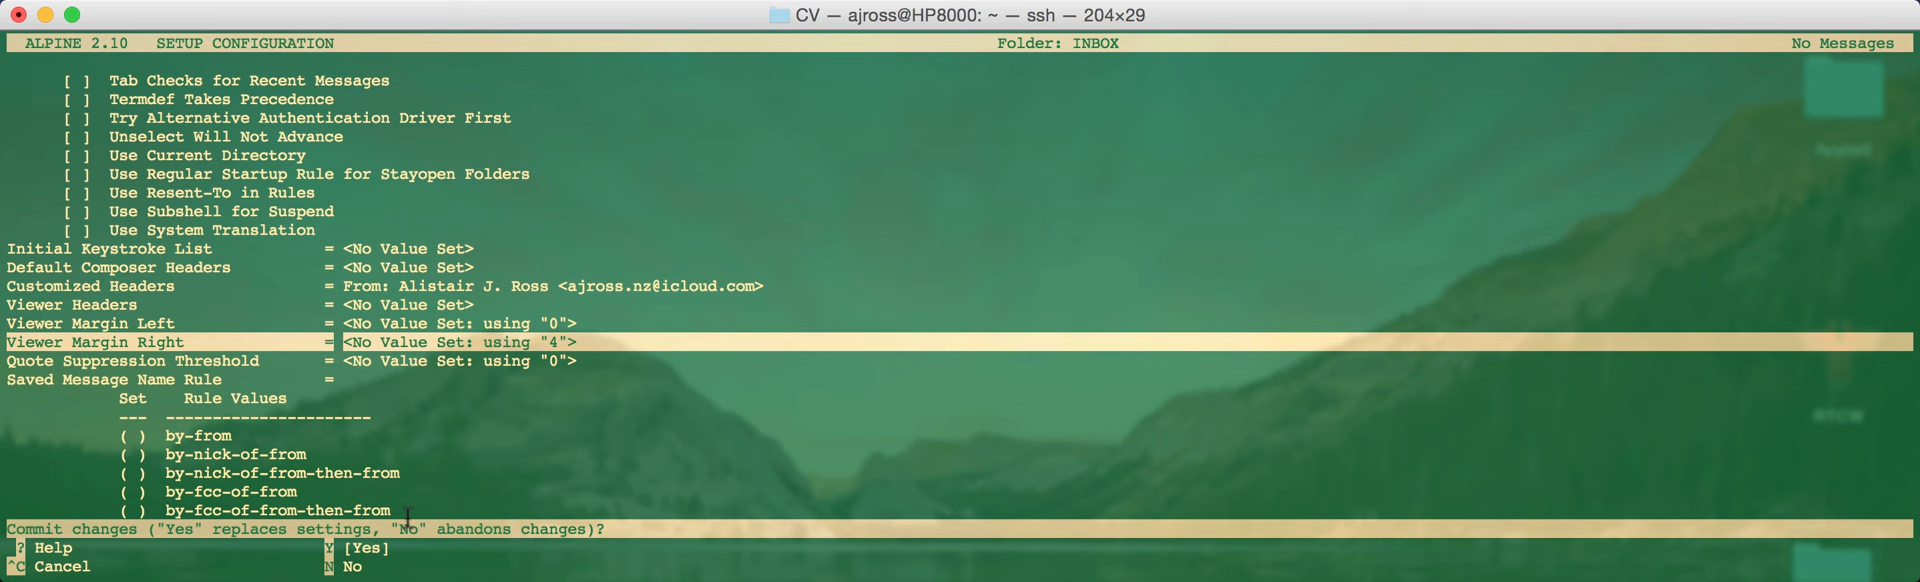 CV — ajross@HP8000: ~ — ssh — 204×29
ALPINE 2.10   SETUP CONFIGURATION   Folder: INBOX   No Messages
[ ]  Tab Checks for Recent Messages
[ ]  Termdef Takes Precedence
[ ]  Try Alternative Authentication Driver First
[ ]  Unselect Will Not Advance
[ ]  Use Current Directory
[ ]  Use Regular Startup Rule for Stayopen Folders
[ ]  Use Resent-To in Rules
[ ]  Use Subshell for Suspend
[ ]  Use System Translation
Initial Keystroke List = <No Value Set>
Default Composer Headers = <No Value Set>
Customized Headers = From: Alistair J. Ross <ajross.nz@icloud.com>
Viewer Headers = <No Value Set>
Viewer Margin Left = <No Value Set: using "0">
Viewer Margin Right = <No Value Set: using "4">
Quote Suppression Threshold = <No Value Set: using "0">
Saved Message Name Rule =
Set    Rule Values
---  ----------------------
( )  by-from
( )  by-nick-of-from
( )  by-nick-of-from-then-from
( )  by-fcc-of-from
( )  by-fcc-of-from-then-from
Commit changes ("Yes" replaces settings, "No" abandons changes)?
? Help   Y [Yes]
^C Cancel   N No